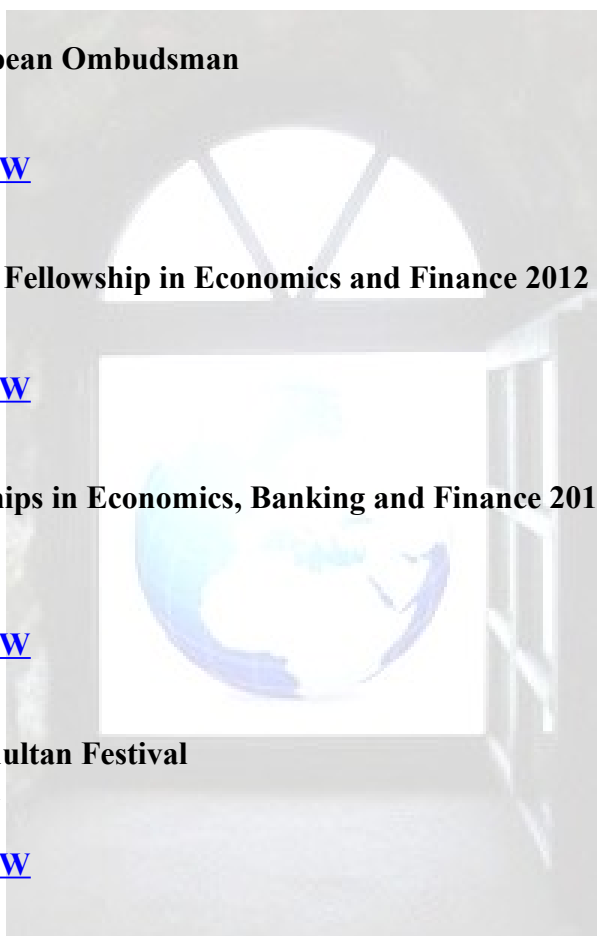 pean Ombudsman
W
Fellowship in Economics and Finance 2012
W
hips in Economics, Banking and Finance 201
W
ultan Festival
W